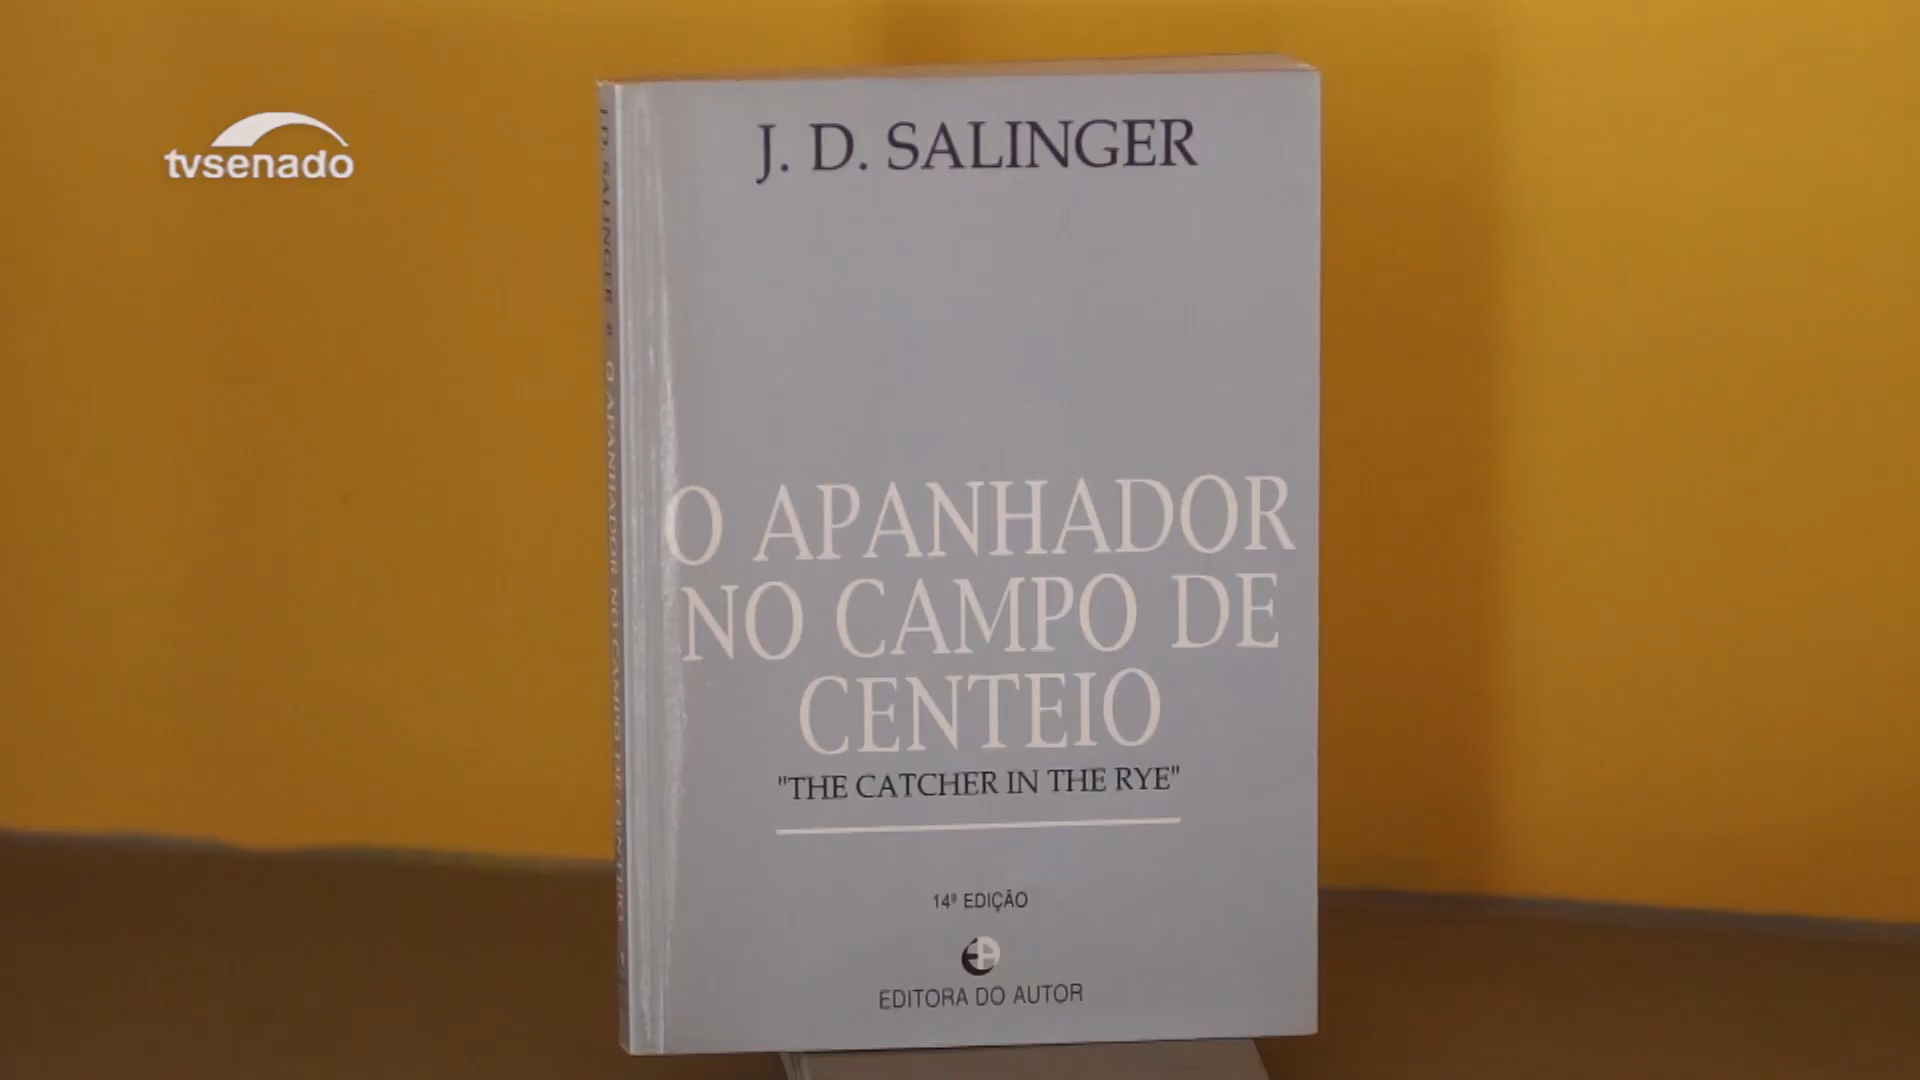 tvsenado
J. D. SALINGER
O APANHADOR
NO CAMPO DE
CENTEIO
"THE CATCHER IN THE RYE"
14ª EDIÇÃO
EA
EDITORA DO AUTOR
J. D. SALINGER * O APANHADOR NO CAMPO DE CENTEIO